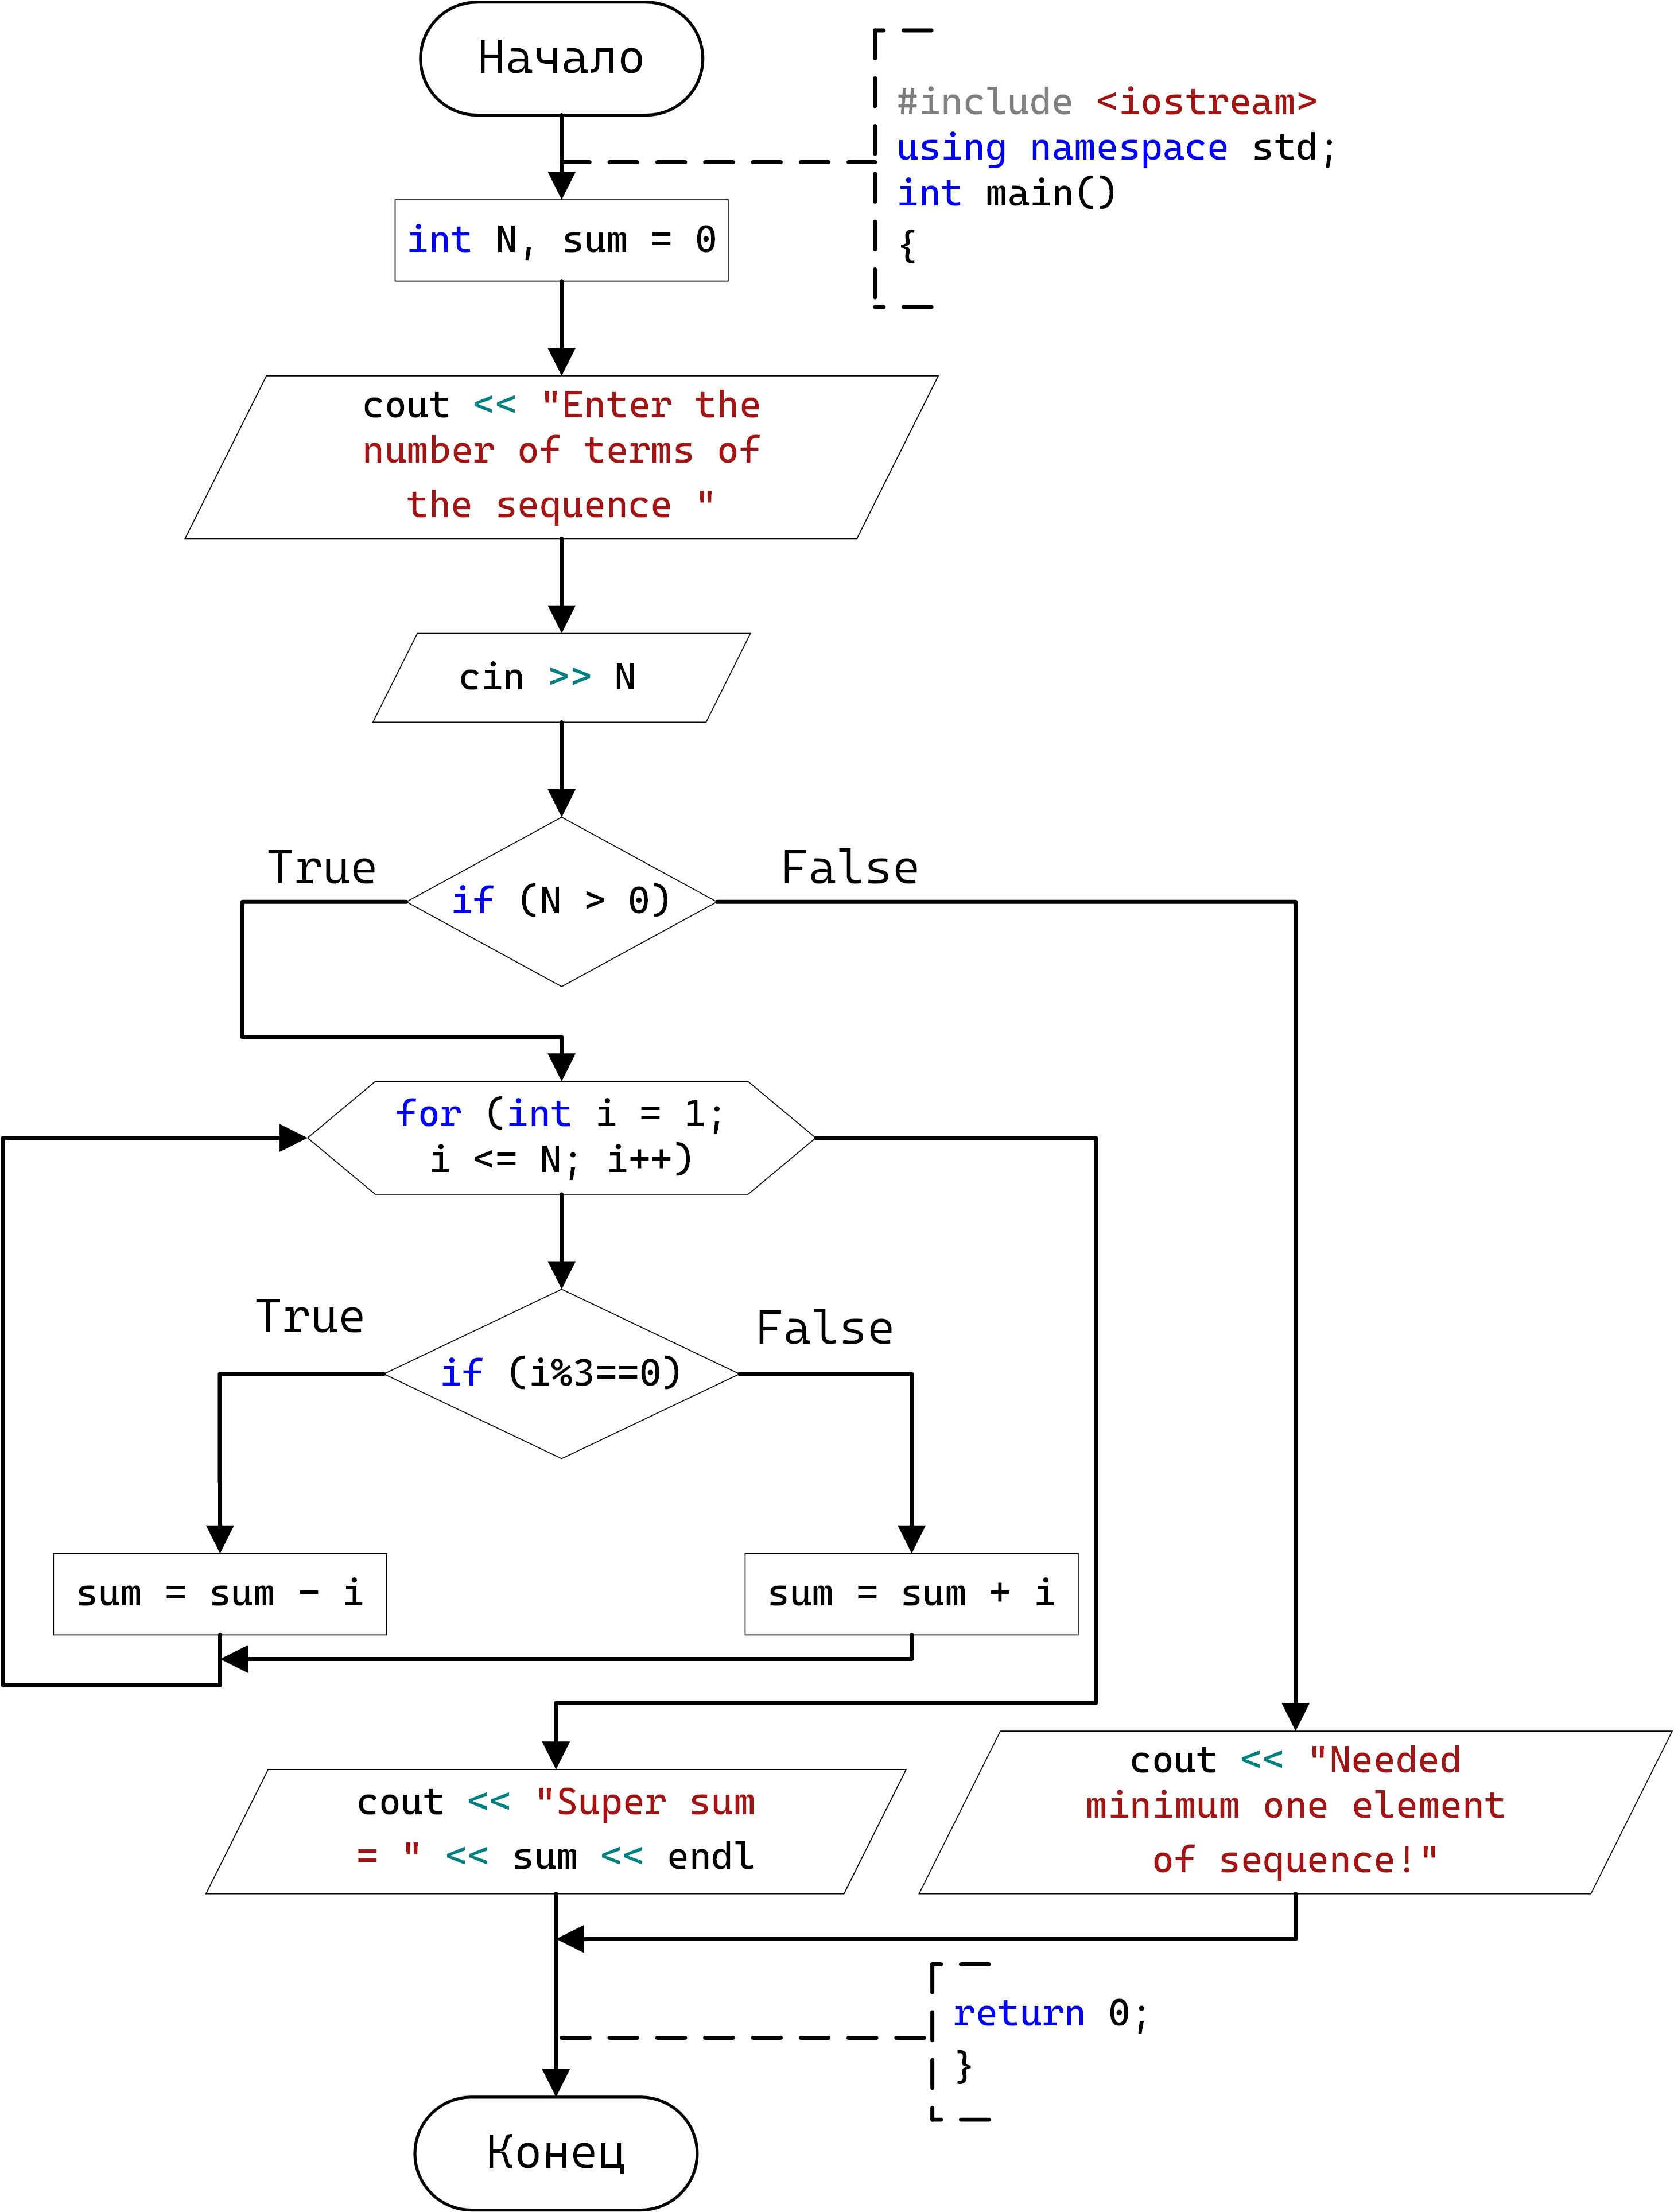 Начало
#include <iostream>
using namespace std;
int main()
{
int N, sum = 0
cout << "Enter the
number of terms of
the sequence "
cin >> N
True
False
if (N > 0)
for (int i = 1;
i <= N; i++)
True
False
if (i%3==0)
sum = sum − i
sum = sum + i
cout << "Super sum
= " << sum << endl
cout << "Needed
minimum one element
of sequence!"
return 0;
}
Конец